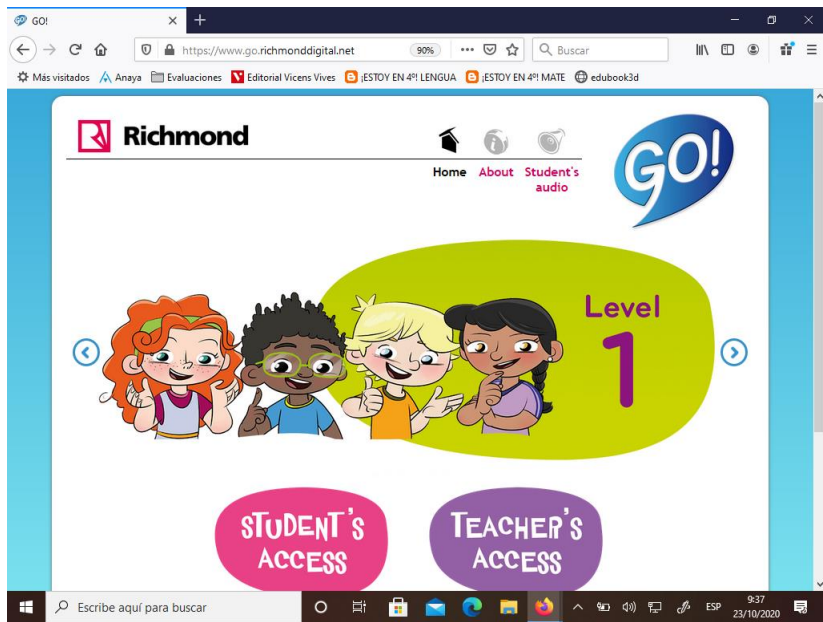 GO!
https://www.go.richmonddigital.net
90%
Buscar
Más visitados
Anaya
Evaluaciones
Editorial Vicens Vives
¡ESTOY EN 4º! LENGUA
¡ESTOY EN 4º! MATE
edubook3d
Richmond
Home
About
Student's
audio
GO!
Level
1
STUDENT'S
ACCESS
TEACHER'S
ACCESS
Escribe aquí para buscar
ESP
9:37
23/10/2020